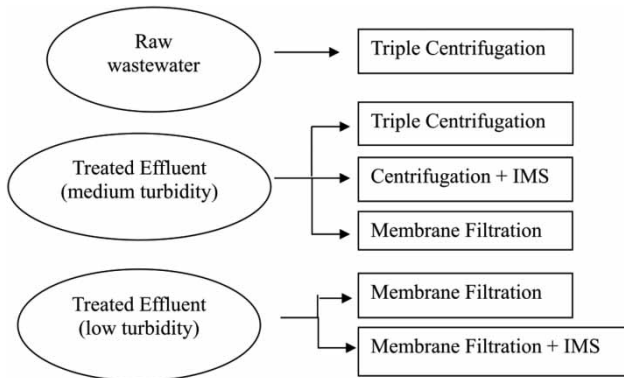 Raw
wastewater
Triple Centrifugation
Triple Centrifugation
Treated Effluent
(medium turbidity)
Centrifugation + IMS
Membrane Filtration
Treated Effluent
(low turbidity)
Membrane Filtration
Membrane Filtration + IMS